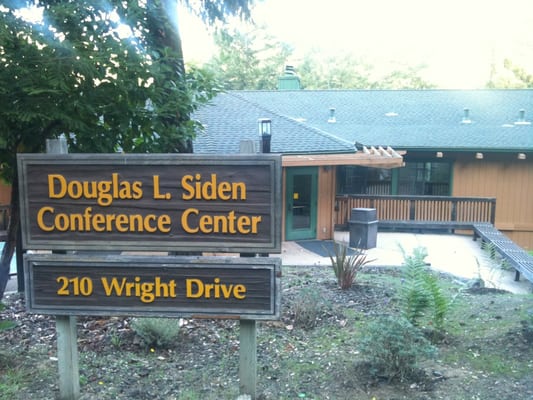 Douglas L. Siden
Conference Center
210 Wright Drive